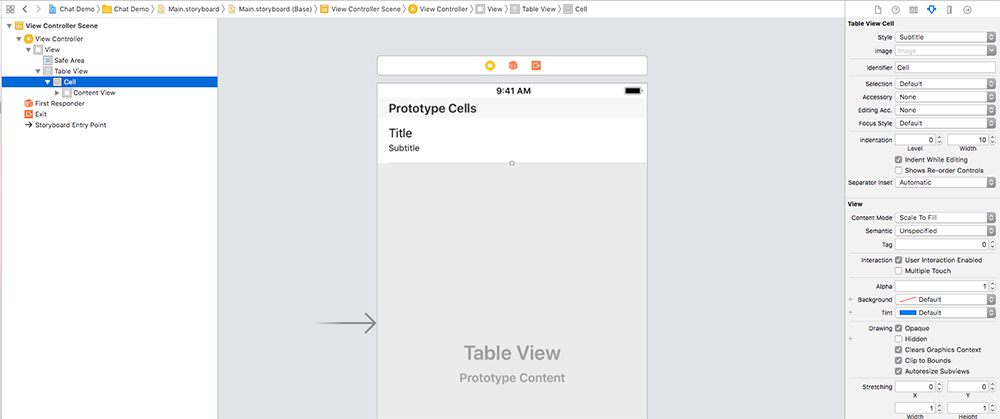 Chat Demo > Chat Demo > Main.storyboard > Main.storyboard (Base) > View Controller Scene > View Controller > View > Table View > Cell
View Controller Scene
View Controller
View
Safe Area
Table View
Cell
Content View
First Responder
Exit
Storyboard Entry Point
9:41 AM
Prototype Cells
Title
Subtitle
Table View
Prototype Content
Table View Cell
Style Subtitle
Image Image
Identifier Cell
Selection Default
Accessory None
Editing Acc. None
Focus Style Default
Indentation 0 10
Level Width
Indent While Editing
Shows Re-order Controls
Separator Inset Automatic
View
Content Mode Scale To Fill
Semantic Unspecified
Tag 0
Interaction User Interaction Enabled
Multiple Touch
Alpha 1
+ Background Default
+ Tint Default
Drawing Opaque
+ Hidden
Clears Graphics Context
Clip to Bounds
Autoresize Subviews
Stretching 0 0
X Y
1 1
Width Height